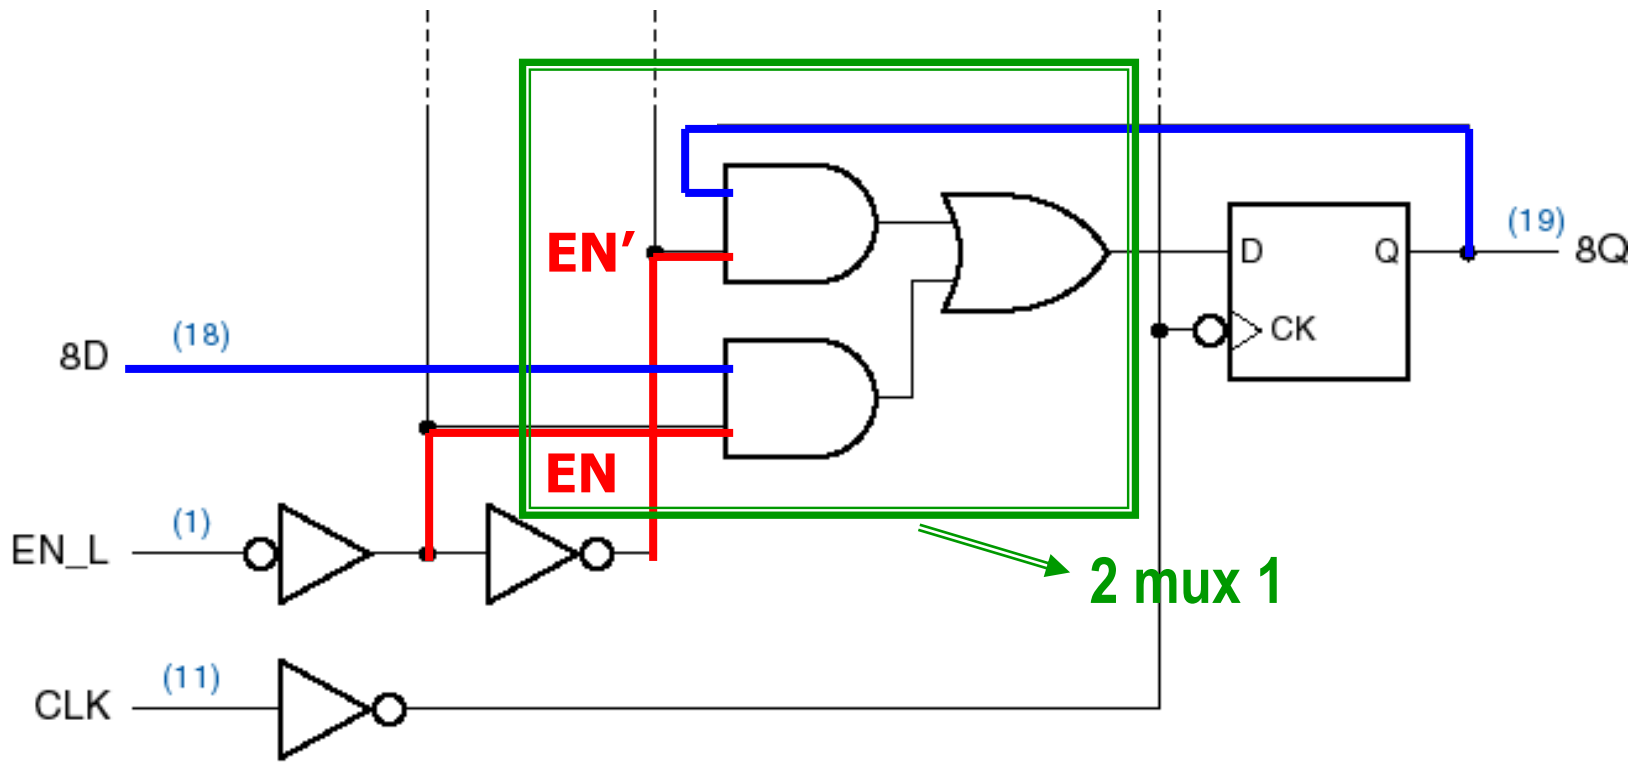 (19)
EN’
D
Q
8Q
(18)
8D
CK
EN
(1)
EN_L
2 mux 1
(11)
CLK